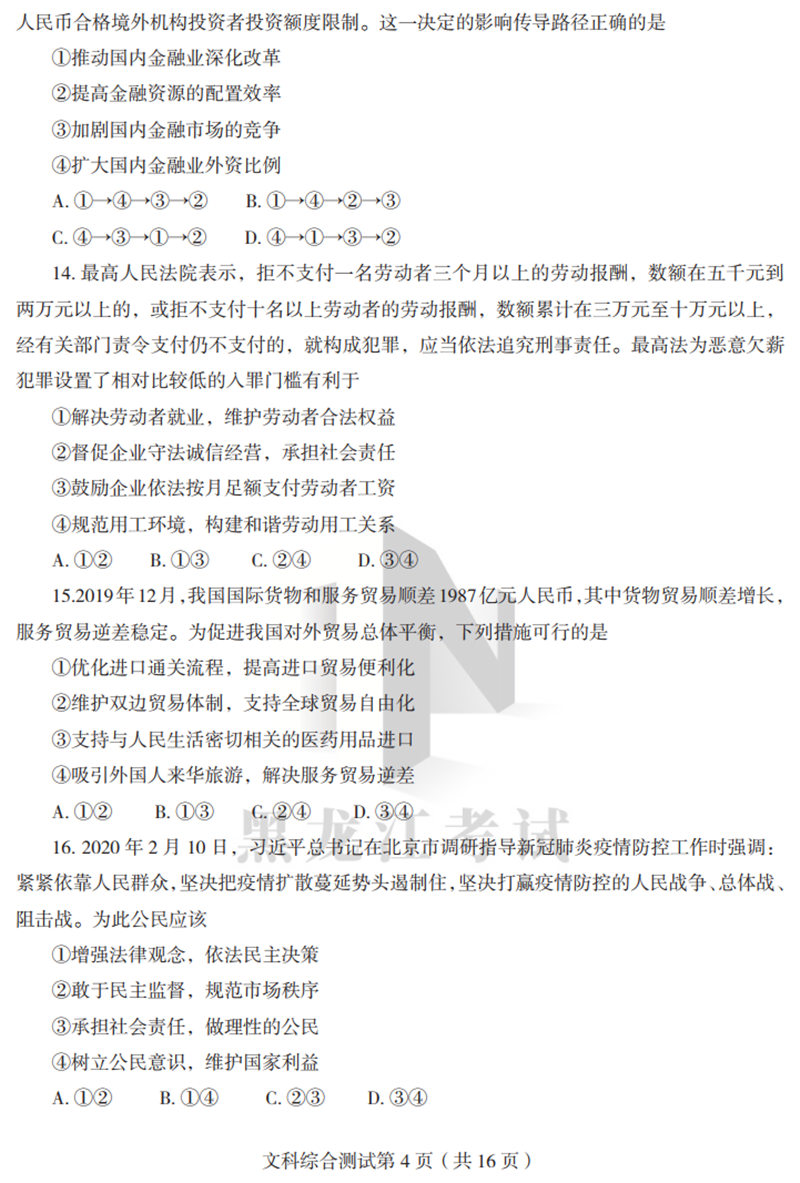 人民币合格境外机构投资者投资额度限制。这一决定的影响传导路径正确的是
①推动国内金融业深化改革
②提高金融资源的配置效率
③加剧国内金融市场的竞争
④扩大国内金融业外资比例
A. ①→④→③→② B. ①→④→②→③
C. ④→③→①→② D. ④→①→③→②
14. 最高人民法院表示，拒不支付一名劳动者三个月以上的劳动报酬，数额在五千元到
两万元以上的，或拒不支付十名以上劳动者的劳动报酬，数额累计在三万元至十万元以上，
经有关部门责令支付仍不支付的，就构成犯罪，应当依法追究刑事责任。最高法为恶意欠薪
犯罪设置了相对比较低的入罪门槛有利于
①解决劳动者就业，维护劳动者合法权益
②督促企业守法诚信经营，承担社会责任
③鼓励企业依法按月足额支付劳动者工资
④规范用工环境，构建和谐劳动用工关系
A. ①② B. ①③ C. ②④ D. ③④
15.2019年12月，我国国际货物和服务贸易顺差1987亿元人民币，其中货物贸易顺差增长，
服务贸易逆差稳定。为促进我国对外贸易总体平衡，下列措施可行的是
①优化进口通关流程，提高进口贸易便利化
②维护双边贸易体制，支持全球贸易自由化
③支持与人民生活密切相关的医药用品进口
④吸引外国人来华旅游，解决服务贸易逆差
A. ①② B. ①③ C. ②④ D. ③④
黑龙江考试
16. 2020 年 2 月 10 日，习近平总书记在北京市调研指导新冠肺炎疫情防控工作时强调：
紧紧依靠人民群众，坚决把疫情扩散蔓延势头遏制住，坚决打赢疫情防控的人民战争、总体战、
阻击战。为此公民应该
①增强法律观念，依法民主决策
②敢于民主监督，规范市场秩序
③承担社会责任，做理性的公民
④树立公民意识，维护国家利益
A. ①② B. ①④ C. ②③ D. ③④
文科综合测试第 4 页（共 16 页）